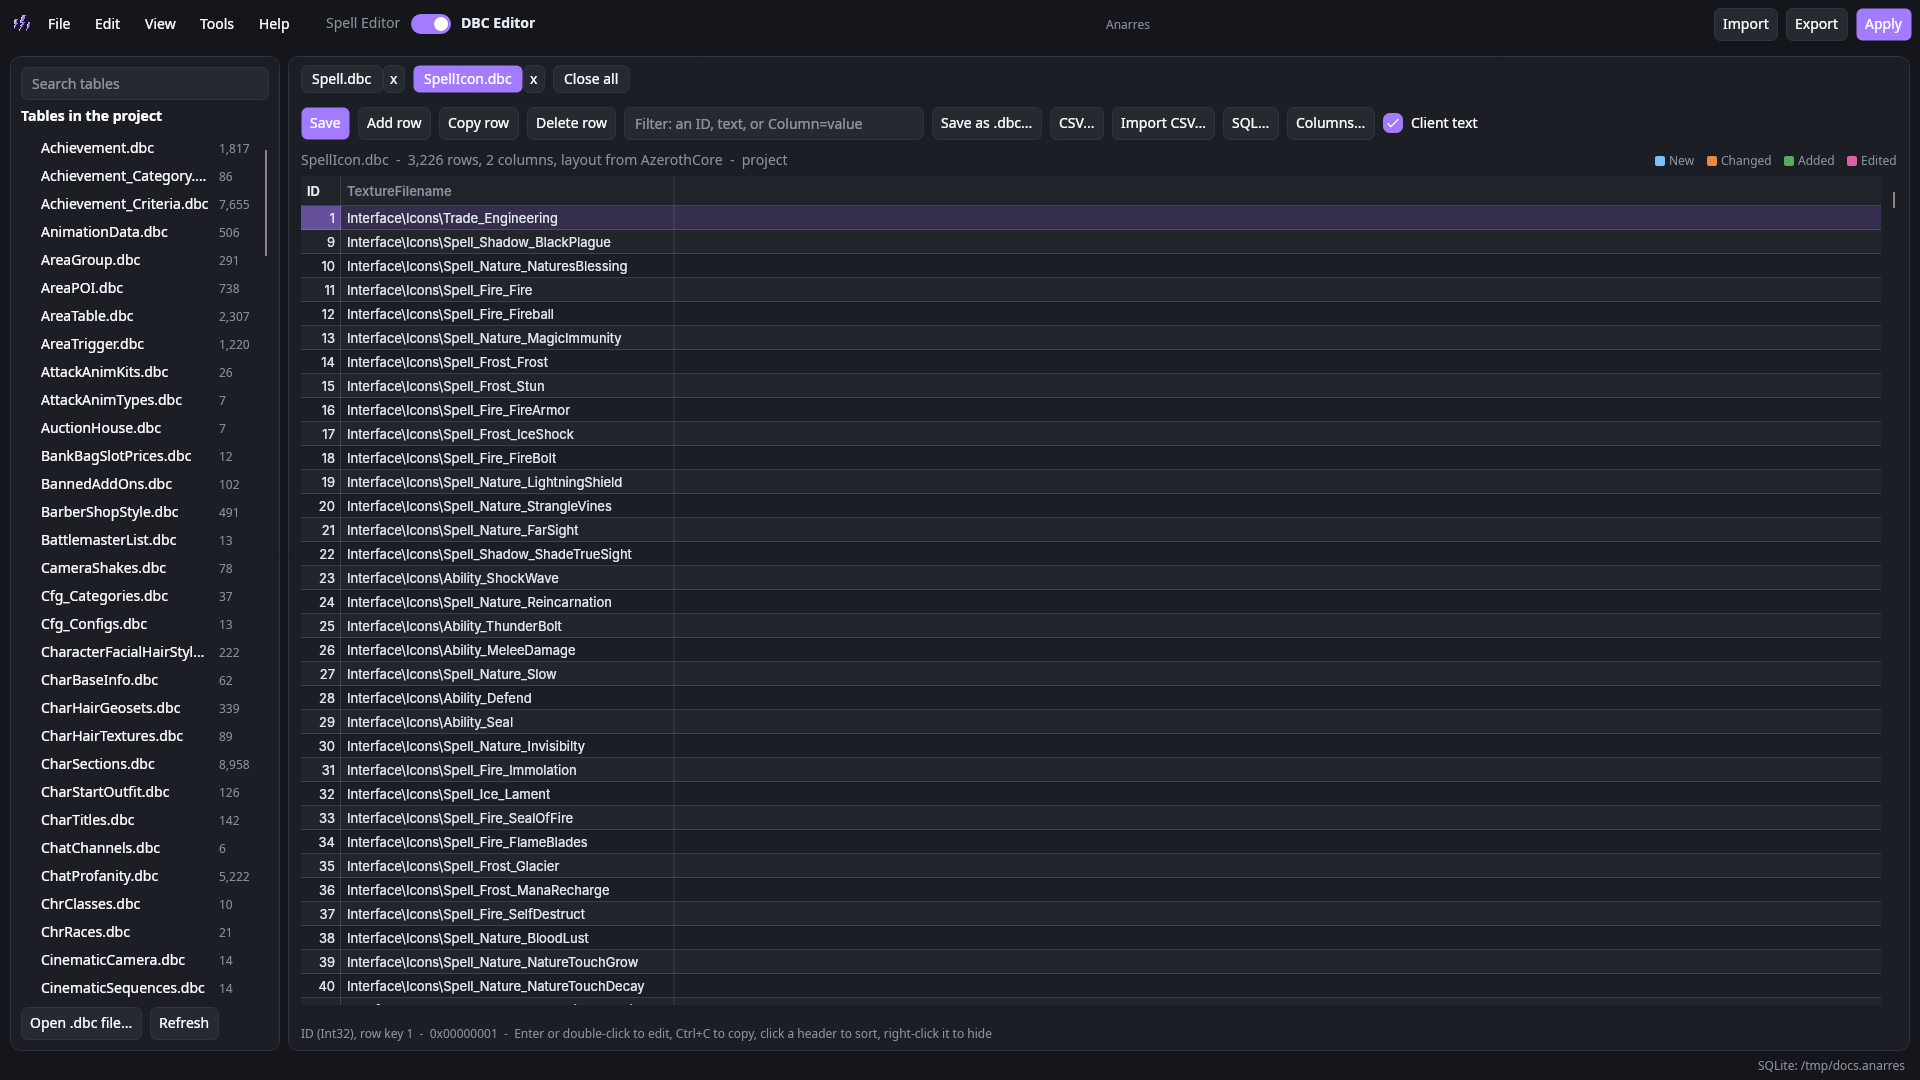 File Edit View Tools Help Spell Editor DBC Editor Anarres Import Export Apply
Search tables
Tables in the project
Achievement.dbc 1,817
Achievement_Category.... 86
Achievement_Criteria.dbc 7,655
AnimationData.dbc 506
AreaGroup.dbc 291
AreaPOI.dbc 738
AreaTable.dbc 2,307
AreaTrigger.dbc 1,220
AttackAnimKits.dbc 26
AttackAnimTypes.dbc 7
AuctionHouse.dbc 7
BankBagSlotPrices.dbc 12
BannedAddOns.dbc 102
BarberShopStyle.dbc 491
BattlemasterList.dbc 13
CameraShakes.dbc 78
Cfg_Categories.dbc 37
Cfg_Configs.dbc 13
CharacterFacialHairStyl... 222
CharBaseInfo.dbc 62
CharHairGeosets.dbc 339
CharHairTextures.dbc 89
CharSections.dbc 8,958
CharStartOutfit.dbc 126
CharTitles.dbc 142
ChatChannels.dbc 6
ChatProfanity.dbc 5,222
ChrClasses.dbc 10
ChrRaces.dbc 21
CinematicCamera.dbc 14
CinematicSequences.dbc 14
Open .dbc file... Refresh
Spell.dbc x SpellIcon.dbc x Close all
Save Add row Copy row Delete row Filter: an ID, text, or Column=value Save as .dbc... CSV... Import CSV... SQL... Columns... Client text
SpellIcon.dbc - 3,226 rows, 2 columns, layout from AzerothCore - project New Changed Added Edited
ID TextureFilename
1 Interface\Icons\Trade_Engineering
9 Interface\Icons\Spell_Shadow_BlackPlague
10 Interface\Icons\Spell_Nature_NaturesBlessing
11 Interface\Icons\Spell_Fire_Fire
12 Interface\Icons\Spell_Fire_Fireball
13 Interface\Icons\Spell_Nature_MagicImmunity
14 Interface\Icons\Spell_Frost_Frost
15 Interface\Icons\Spell_Frost_Stun
16 Interface\Icons\Spell_Fire_FireArmor
17 Interface\Icons\Spell_Frost_IceShock
18 Interface\Icons\Spell_Fire_FireBolt
19 Interface\Icons\Spell_Nature_LightningShield
20 Interface\Icons\Spell_Nature_StrangleVines
21 Interface\Icons\Spell_Nature_FarSight
22 Interface\Icons\Spell_Shadow_ShadeTrueSight
23 Interface\Icons\Ability_ShockWave
24 Interface\Icons\Spell_Nature_Reincarnation
25 Interface\Icons\Ability_ThunderBolt
26 Interface\Icons\Ability_MeleeDamage
27 Interface\Icons\Spell_Nature_Slow
28 Interface\Icons\Ability_Defend
29 Interface\Icons\Ability_Seal
30 Interface\Icons\Spell_Nature_Invisibilty
31 Interface\Icons\Spell_Fire_Immolation
32 Interface\Icons\Spell_Ice_Lament
33 Interface\Icons\Spell_Fire_SealOfFire
34 Interface\Icons\Spell_Fire_FlameBlades
35 Interface\Icons\Spell_Frost_Glacier
36 Interface\Icons\Spell_Frost_ManaRecharge
37 Interface\Icons\Spell_Fire_SelfDestruct
38 Interface\Icons\Spell_Nature_BloodLust
39 Interface\Icons\Spell_Nature_NatureTouchGrow
40 Interface\Icons\Spell_Nature_NatureTouchDecay
ID (Int32), row key 1 - 0x00000001 - Enter or double-click to edit, Ctrl+C to copy, click a header to sort, right-click it to hide
SQLite: /tmp/docs.anarres